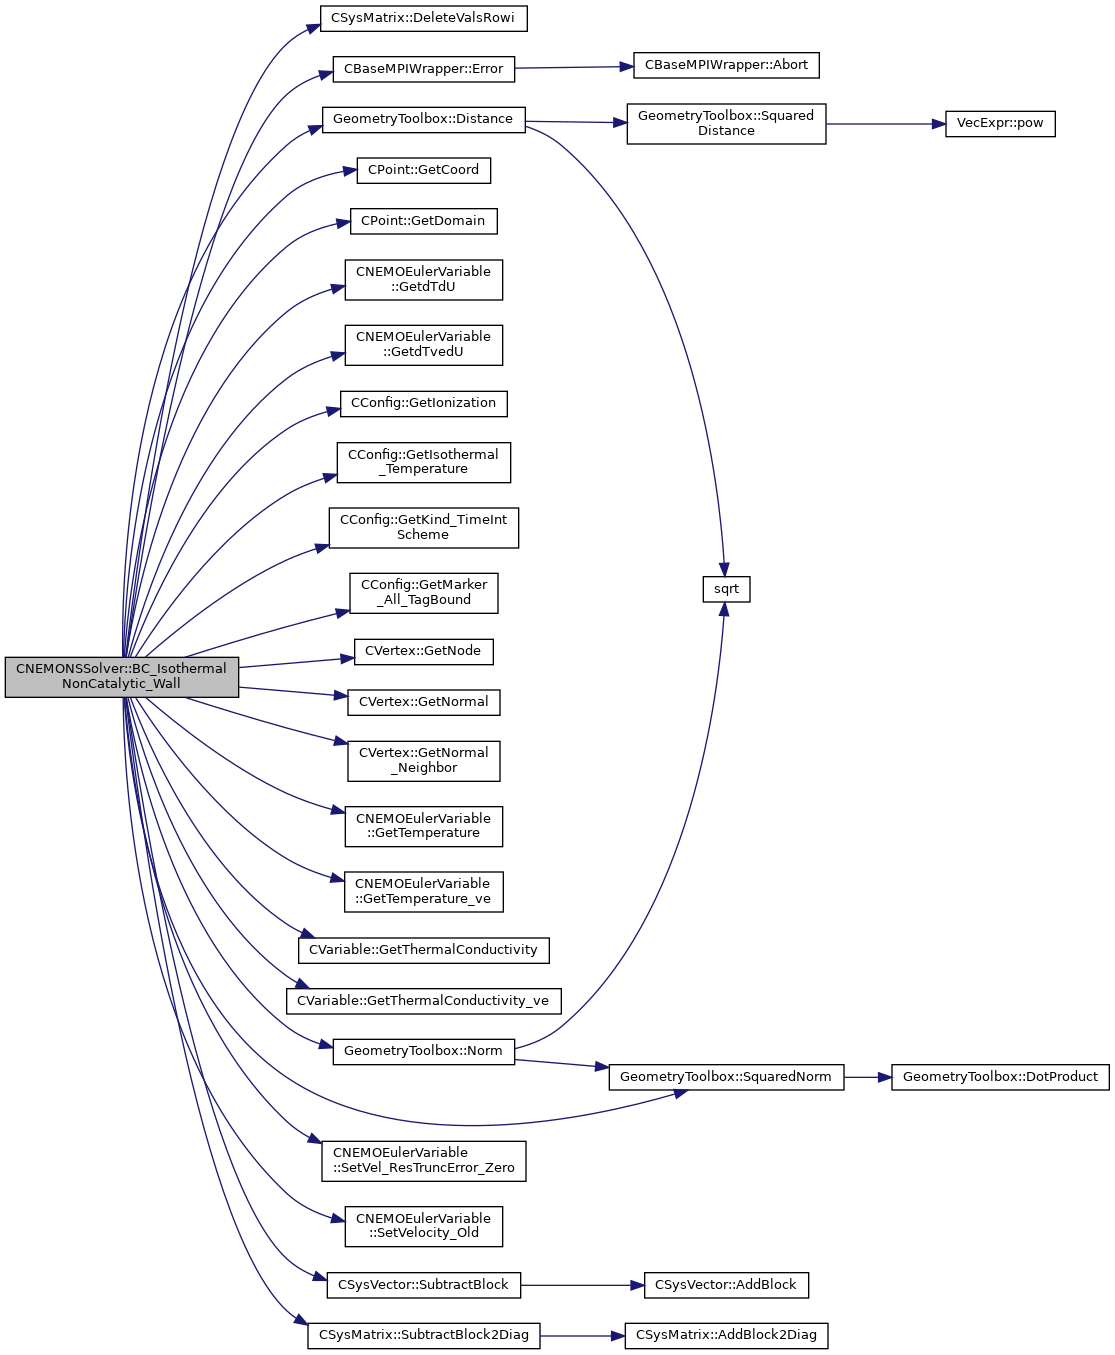 CSysMatrix::DeleteValsRowi
CBaseMPIWrapper::Error
CBaseMPIWrapper::Abort
GeometryToolbox::Distance
GeometryToolbox::Squared
Distance
VecExpr::pow
CPoint::GetCoord
CPoint::GetDomain
CNEMOEulerVariable
::GetdTdU
CNEMOEulerVariable
::GetdTvedU
CConfig::GetIonization
CConfig::GetIsothermal
_Temperature
CConfig::GetKind_TimeInt
Scheme
CConfig::GetMarker
_All_TagBound
sqrt
CNEMONSSolver::BC_Isothermal
NonCatalytic_Wall
CVertex::GetNode
CVertex::GetNormal
CVertex::GetNormal
_Neighbor
CNEMOEulerVariable
::GetTemperature
CNEMOEulerVariable
::GetTemperature_ve
CVariable::GetThermalConductivity
CVariable::GetThermalConductivity_ve
GeometryToolbox::Norm
GeometryToolbox::SquaredNorm
GeometryToolbox::DotProduct
CNEMOEulerVariable
::SetVel_ResTruncError_Zero
CNEMOEulerVariable
::SetVelocity_Old
CSysVector::SubtractBlock
CSysVector::AddBlock
CSysMatrix::SubtractBlock2Diag
CSysMatrix::AddBlock2Diag